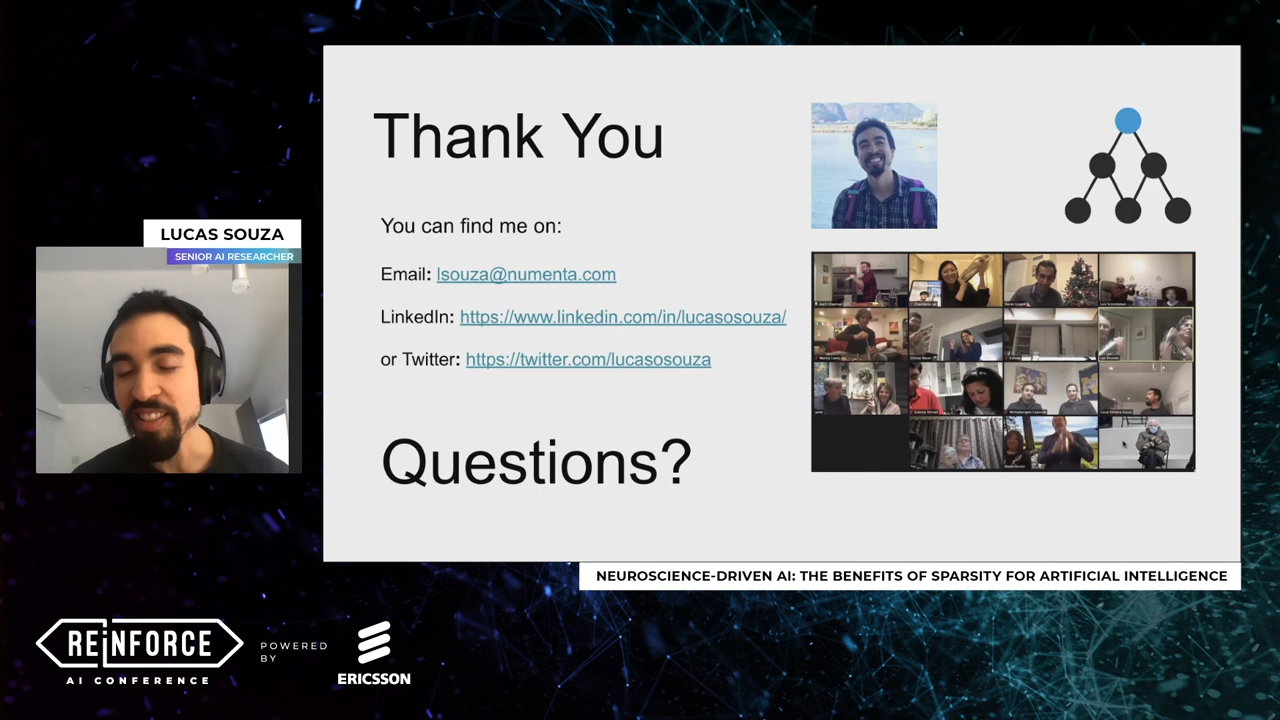 LUCAS SOUZA
SENIOR AI RESEARCHER
Thank You
You can find me on:
Email: lsouza@numenta.com
LinkedIn: https://www.linkedin.com/in/lucasosouza/
or Twitter: https://twitter.com/lucasosouza
Questions?
NEUROSCIENCE-DRIVEN AI: THE BENEFITS OF SPARSITY FOR ARTIFICIAL INTELLIGENCE
REINFORCE
AI CONFERENCE
POWERED
BY
ERICSSON